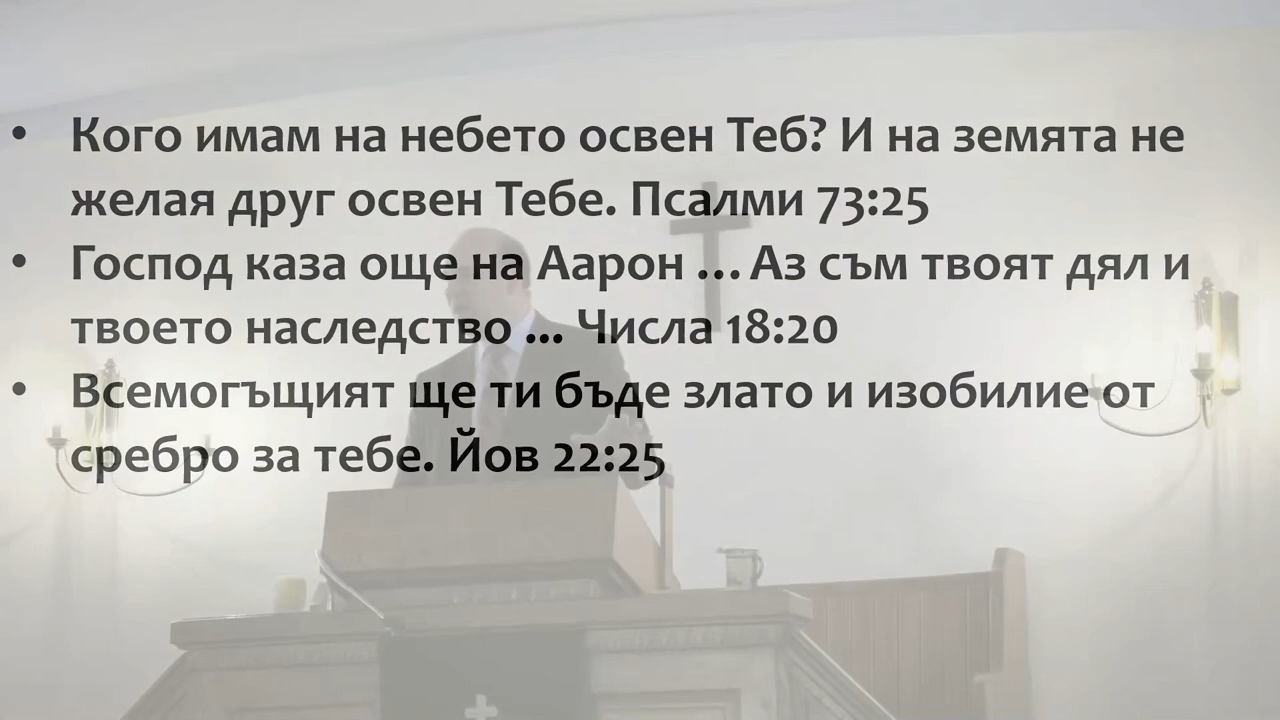 • Кого имам на небето освен Теб? И на земята не
желая друг освен Тебе. Псалми 73:25
• Господ каза още на Аарон ... Аз съм твоят дял и
твоето наследство ... Числа 18:20
• Всемогъщият ще ти бъде злато и изобилие от
сребро за тебе. Йов 22:25